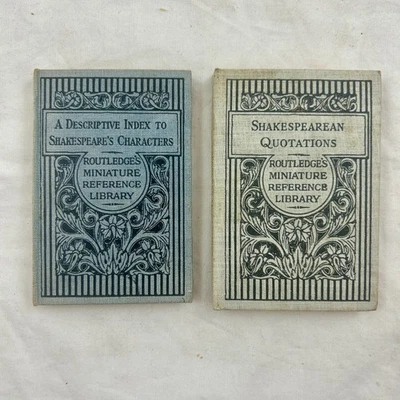 A Descriptive Index to
Shakespeare's Characters
Routledge's
Miniature
Reference
Library
Shakespearean
Quotations
Routledge's
Miniature
Reference
Library